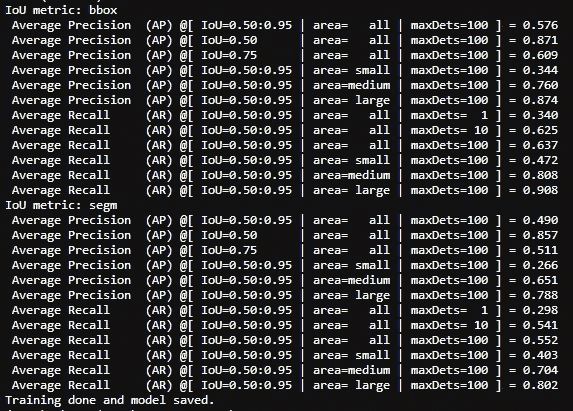 IoU metric: bbox
 Average Precision  (AP) @[ IoU=0.50:0.95 | area=   all | maxDets=100 ] = 0.576
 Average Precision  (AP) @[ IoU=0.50      | area=   all | maxDets=100 ] = 0.871
 Average Precision  (AP) @[ IoU=0.75      | area=   all | maxDets=100 ] = 0.609
 Average Precision  (AP) @[ IoU=0.50:0.95 | area= small | maxDets=100 ] = 0.344
 Average Precision  (AP) @[ IoU=0.50:0.95 | area=medium | maxDets=100 ] = 0.760
 Average Precision  (AP) @[ IoU=0.50:0.95 | area= large | maxDets=100 ] = 0.874
 Average Recall     (AR) @[ IoU=0.50:0.95 | area=   all | maxDets=  1 ] = 0.340
 Average Recall     (AR) @[ IoU=0.50:0.95 | area=   all | maxDets= 10 ] = 0.625
 Average Recall     (AR) @[ IoU=0.50:0.95 | area=   all | maxDets=100 ] = 0.637
 Average Recall     (AR) @[ IoU=0.50:0.95 | area= small | maxDets=100 ] = 0.472
 Average Recall     (AR) @[ IoU=0.50:0.95 | area=medium | maxDets=100 ] = 0.808
 Average Recall     (AR) @[ IoU=0.50:0.95 | area= large | maxDets=100 ] = 0.908
IoU metric: segm
 Average Precision  (AP) @[ IoU=0.50:0.95 | area=   all | maxDets=100 ] = 0.490
 Average Precision  (AP) @[ IoU=0.50      | area=   all | maxDets=100 ] = 0.857
 Average Precision  (AP) @[ IoU=0.75      | area=   all | maxDets=100 ] = 0.511
 Average Precision  (AP) @[ IoU=0.50:0.95 | area= small | maxDets=100 ] = 0.266
 Average Precision  (AP) @[ IoU=0.50:0.95 | area=medium | maxDets=100 ] = 0.651
 Average Precision  (AP) @[ IoU=0.50:0.95 | area= large | maxDets=100 ] = 0.788
 Average Recall     (AR) @[ IoU=0.50:0.95 | area=   all | maxDets=  1 ] = 0.298
 Average Recall     (AR) @[ IoU=0.50:0.95 | area=   all | maxDets= 10 ] = 0.541
 Average Recall     (AR) @[ IoU=0.50:0.95 | area=   all | maxDets=100 ] = 0.552
 Average Recall     (AR) @[ IoU=0.50:0.95 | area= small | maxDets=100 ] = 0.403
 Average Recall     (AR) @[ IoU=0.50:0.95 | area=medium | maxDets=100 ] = 0.704
 Average Recall     (AR) @[ IoU=0.50:0.95 | area= large | maxDets=100 ] = 0.802
Training done and model saved.